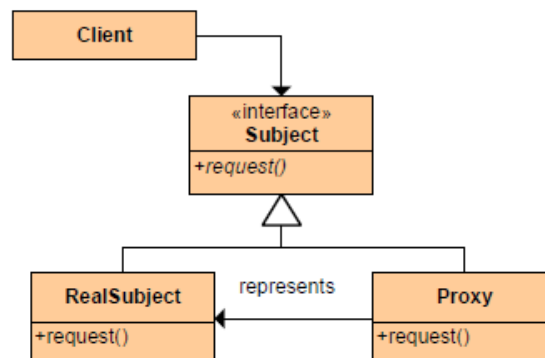 Client
«interface»
Subject
+request()
RealSubject
+request()
represents
Proxy
+request()